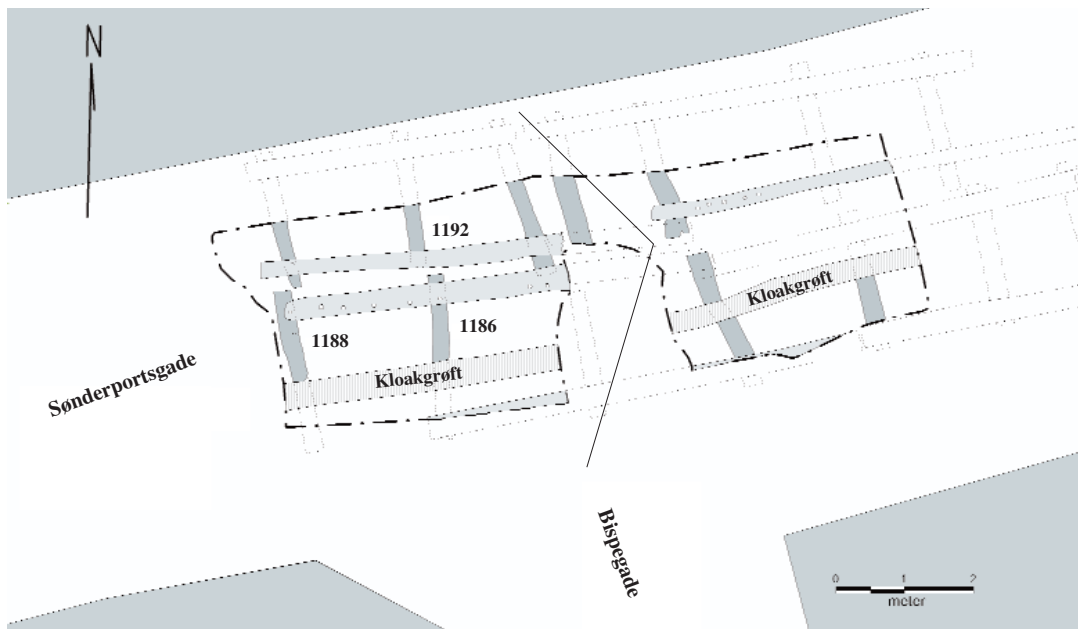 N
1192
1186
1188
Kloakgrøft
Kloakgrøft
Sønderportsgade
Bispegade
0 1 2
meter